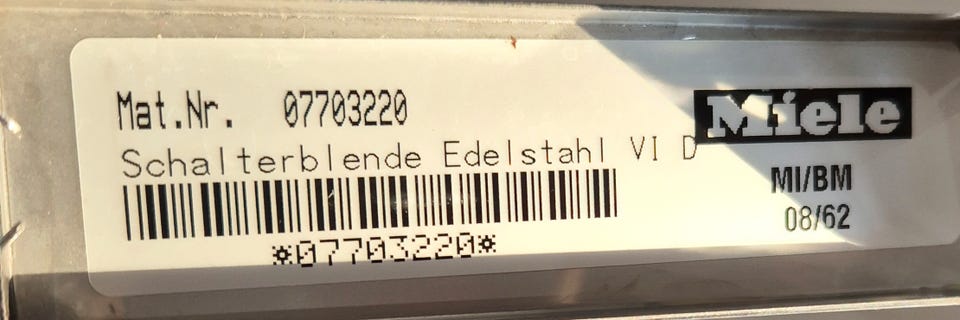 Mat.Nr. 07703220
Miele
Schalterblende Edelstahl VI D
MI/BM
08/62
*07703220*